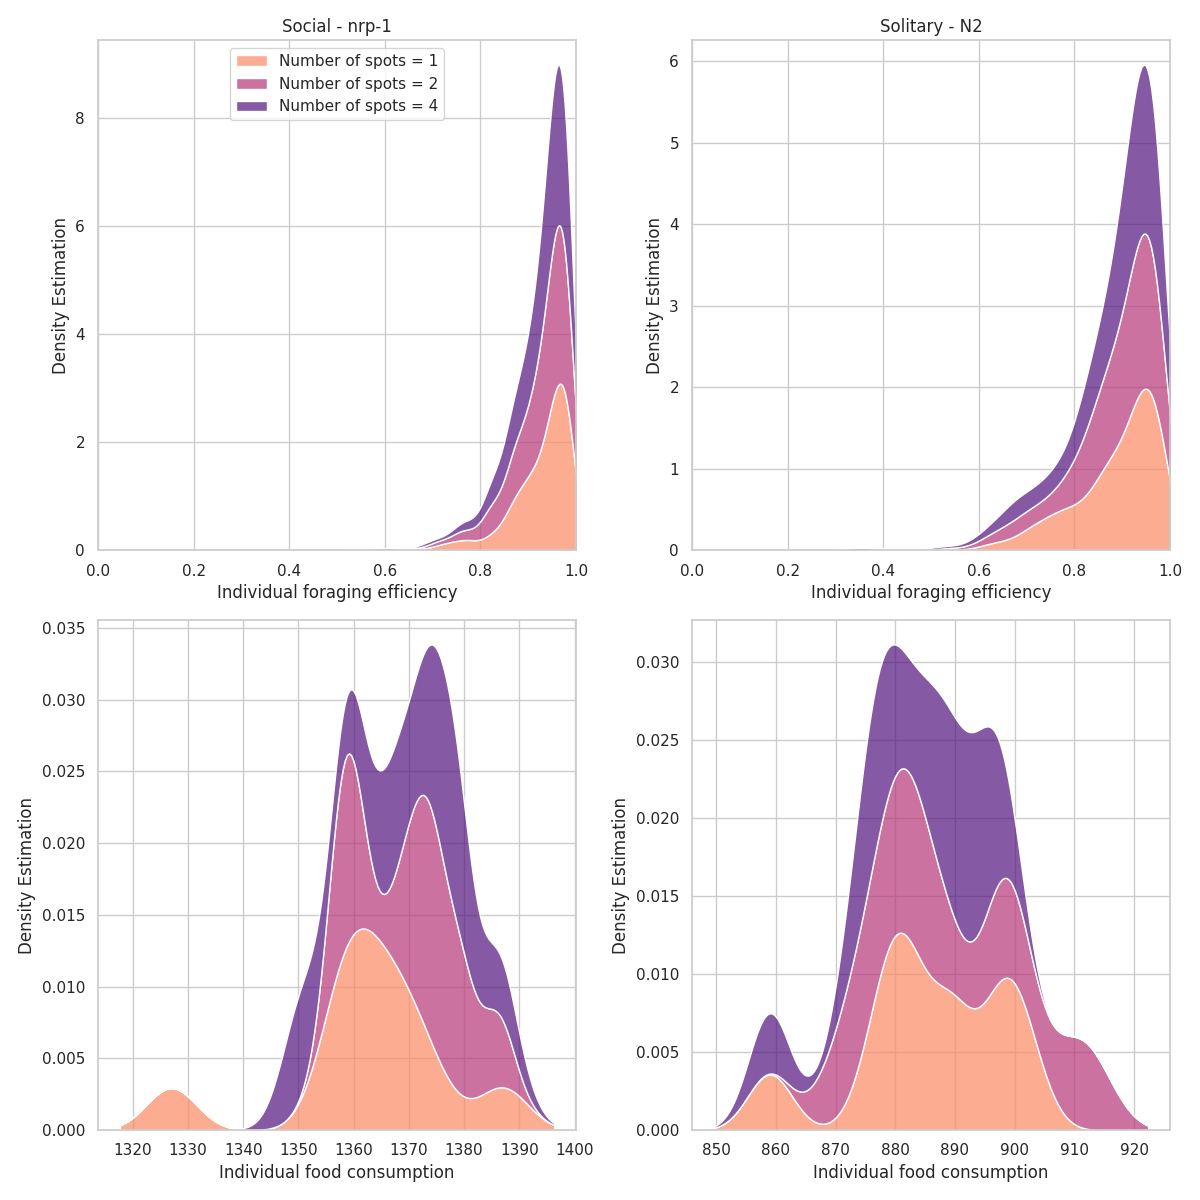 Social - nrp-1
Number of spots = 1
Number of spots = 2
Number of spots = 4
Density Estimation
8
6
4
2
0
0.0 0.2 0.4 0.6 0.8 1.0
Individual foraging efficiency
Solitary - N2
Density Estimation
6
5
4
3
2
1
0
0.0 0.2 0.4 0.6 0.8 1.0
Individual foraging efficiency
Density Estimation
0.035
0.030
0.025
0.020
0.015
0.010
0.005
0.000
1320 1330 1340 1350 1360 1370 1380 1390 1400
Individual food consumption
Density Estimation
0.030
0.025
0.020
0.015
0.010
0.005
0.000
850 860 870 880 890 900 910 920
Individual food consumption